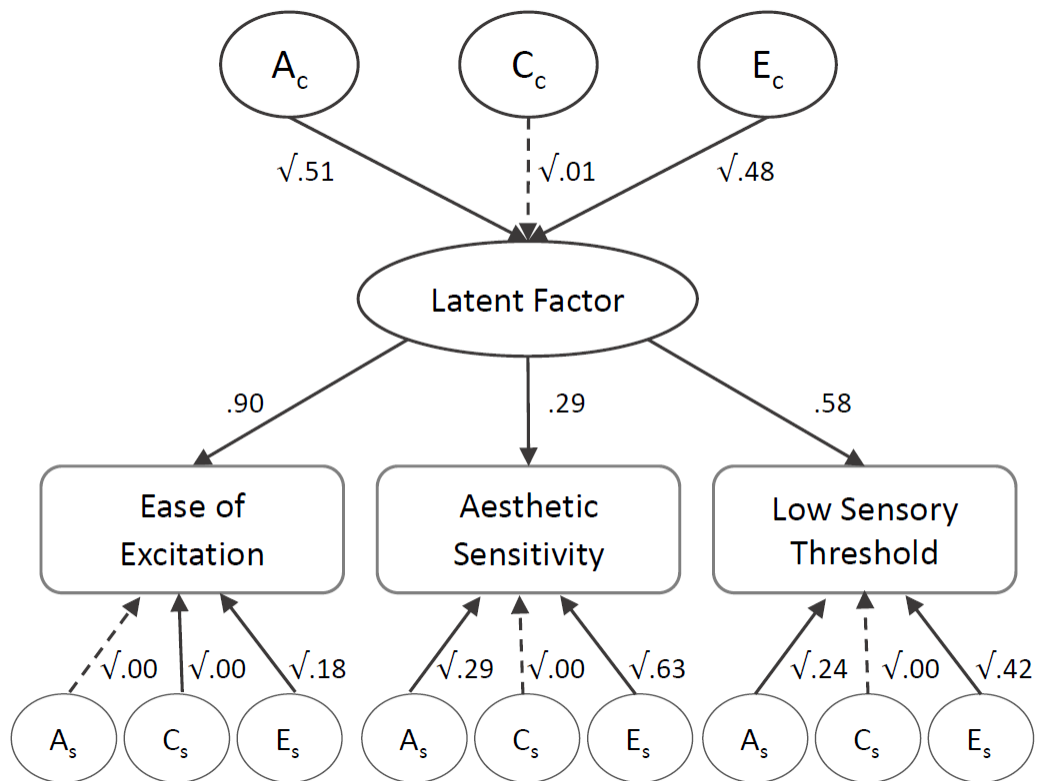 Ac Cc Ec
√.51 √.01 √.48
Latent Factor
.90 .29 .58
Ease of
Excitation
Aesthetic
Sensitivity
Low Sensory
Threshold
√.00 √.00 √.18 √.29 √.00 √.63 √.24 √.00 √.42
As Cs Es As Cs Es As Cs Es